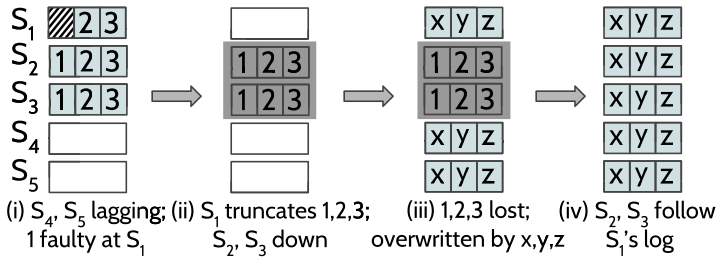 S₁ 2 3 x y z x y z
S₂ 1 2 3 1 2 3 1 2 3 x y z
S₃ 1 2 3 1 2 3 1 2 3 x y z
S₄ x y z x y z
S₅ x y z x y z
(i) S₄, S₅ lagging; (ii) S₁ truncates 1,2,3; (iii) 1,2,3 lost; (iv) S₂, S₃ follow
1 faulty at S₁ S₂, S₃ down overwritten by x,y,z S₁'s log